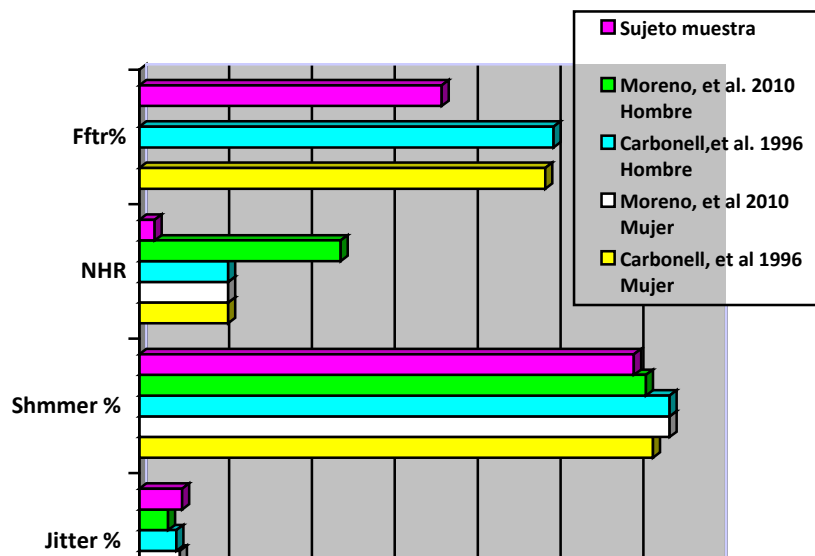 Sujeto muestra
Moreno, et al. 2010
Hombre
Carbonell,et al. 1996
Hombre
Moreno, et al 2010
Mujer
Carbonell, et al 1996
Mujer
Fftr%
NHR
Shmmer %
Jitter %